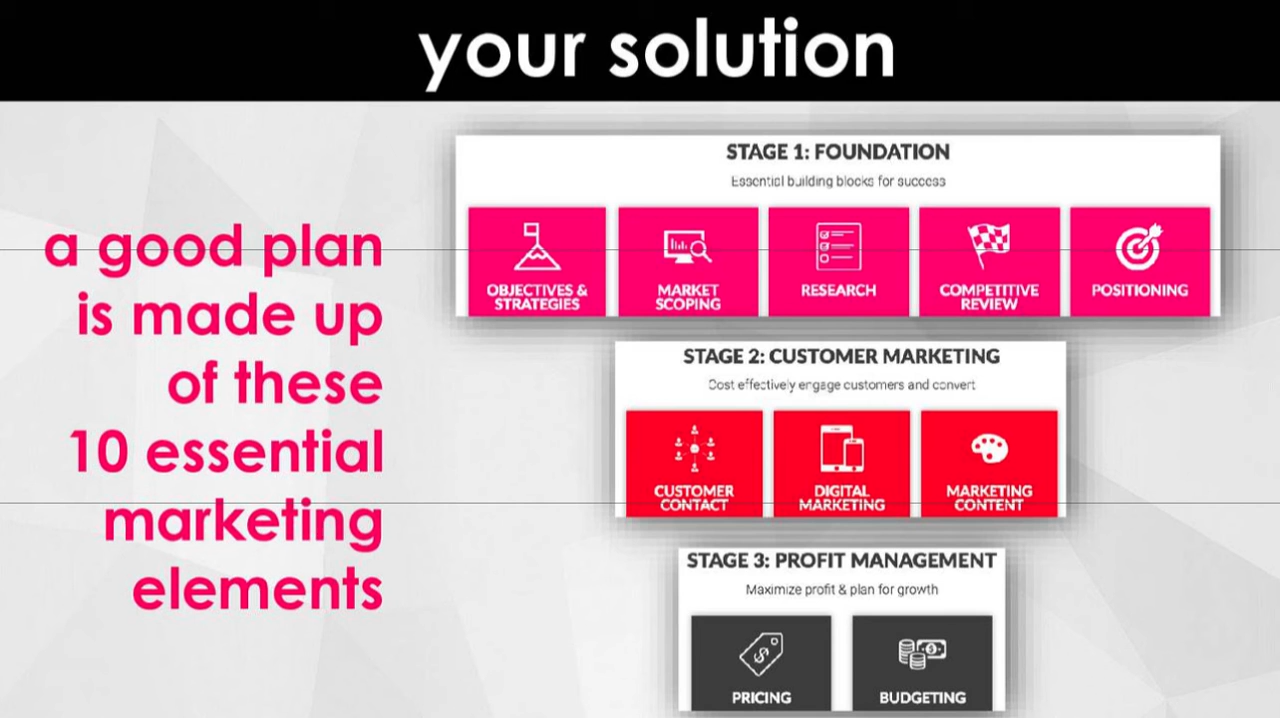 your solution
a good plan
is made up
of these
10 essential
marketing
elements
STAGE 1: FOUNDATION
Essential building blocks for success
OBJECTIVES &
STRATEGIES
MARKET
SCOPING
RESEARCH
COMPETITIVE
REVIEW
POSITIONING
STAGE 2: CUSTOMER MARKETING
Cost effectively engage customers and convert
CUSTOMER
CONTACT
DIGITAL
MARKETING
MARKETING
CONTENT
STAGE 3: PROFIT MANAGEMENT
Maximize profit & plan for growth
PRICING
BUDGETING